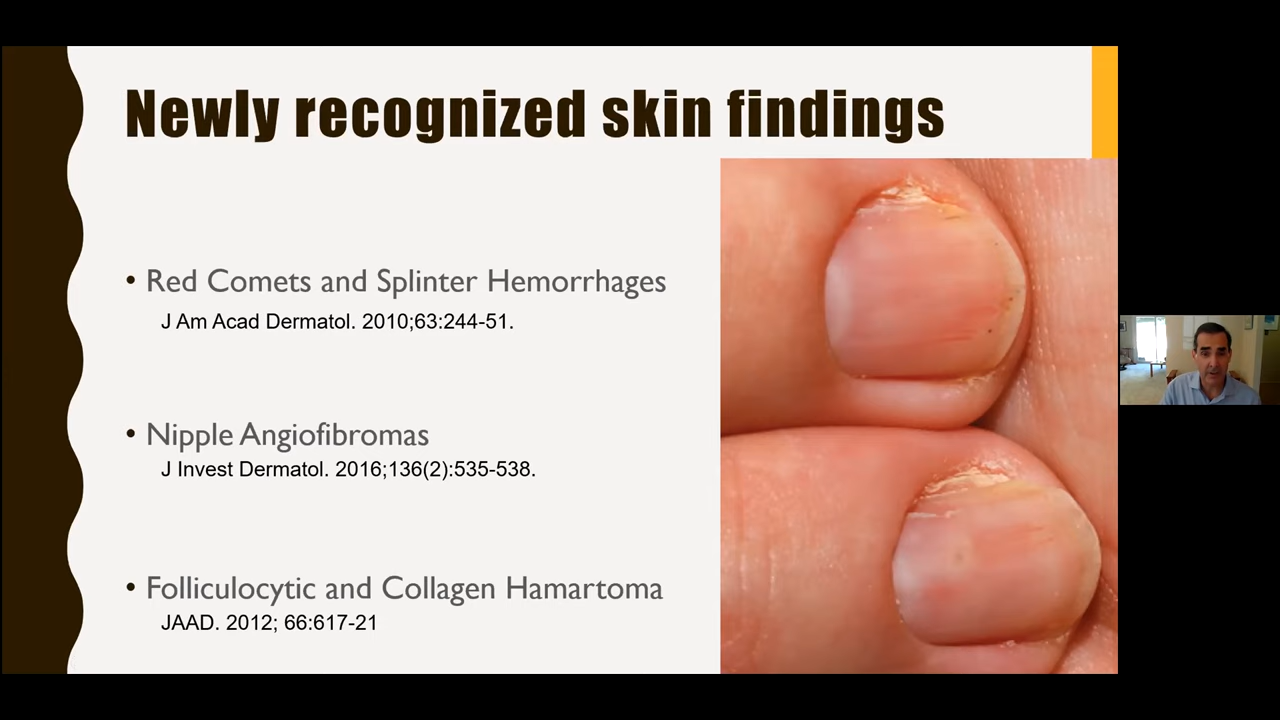 Newly recognized skin findings
• Red Comets and Splinter Hemorrhages
J Am Acad Dermatol. 2010;63:244-51.
• Nipple Angiofibromas
J Invest Dermatol. 2016;136(2):535-538.
• Folliculocytic and Collagen Hamartoma
JAAD. 2012; 66:617-21